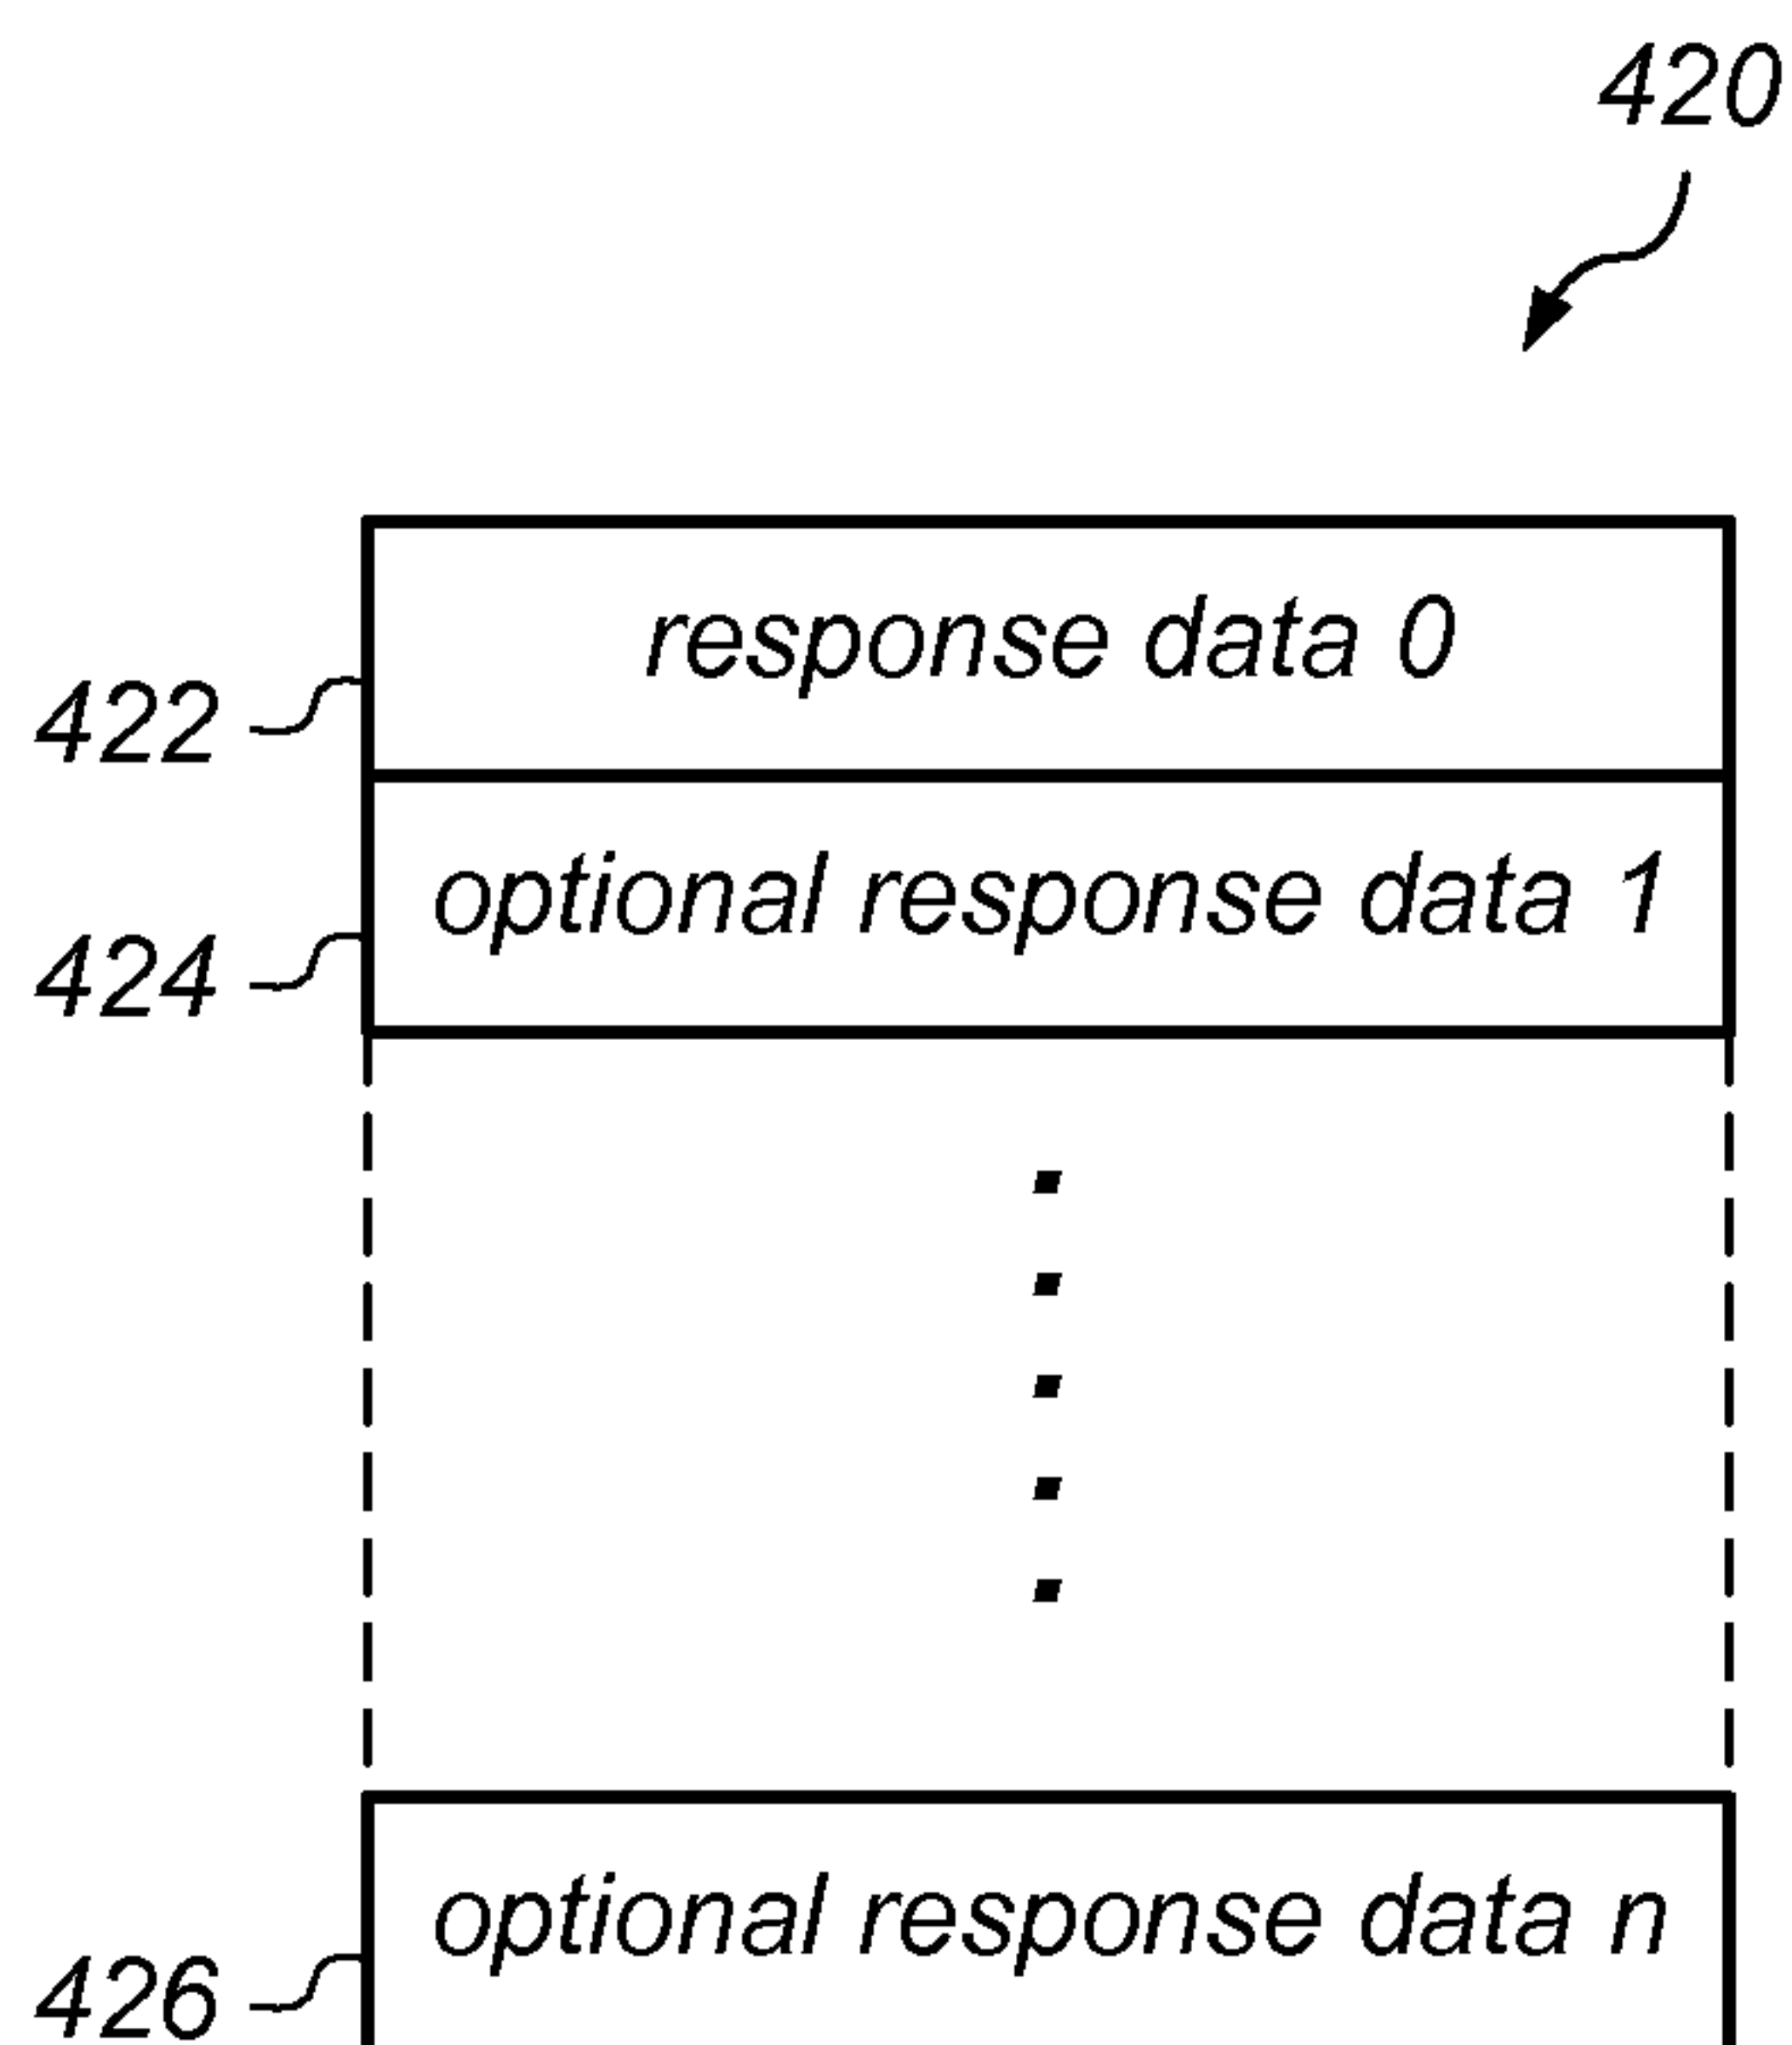 420
response data 0
422
optional response data 1
424
optional response data n
426